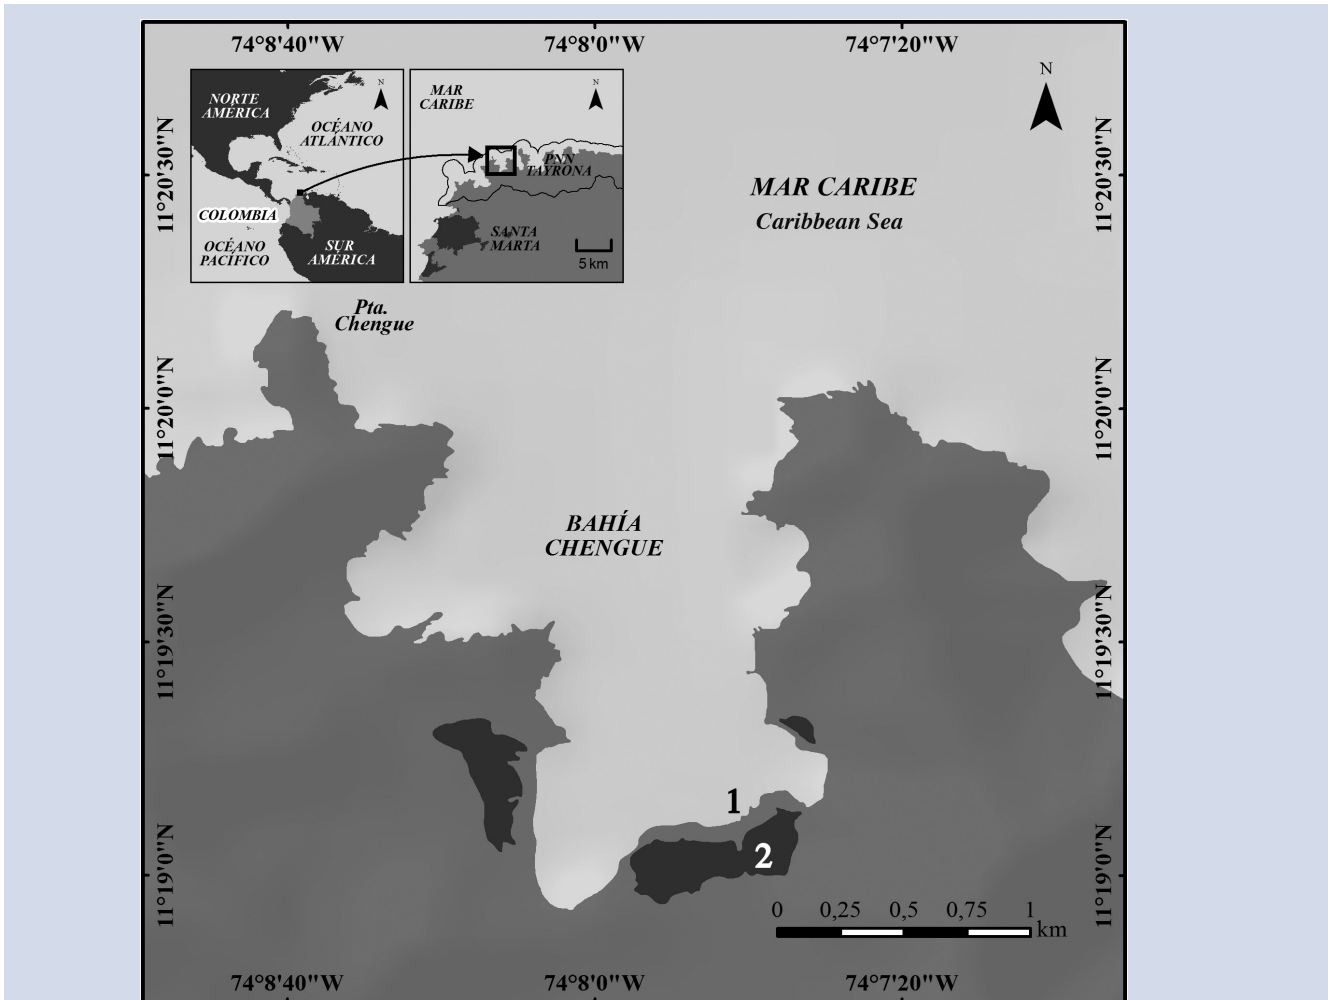 74°8'40"W 74°8'0"W 74°7'20"W
N
NORTE
AMÉRICA
OCÉANO
ATLÁNTICO
COLOMBIA
OCÉANO
PACÍFICO
SUR
AMÉRICA
N
MAR
CARIBE
N
PNN
TAYRONA
SANTA
MARTA
5 km
11°20'30"N 11°20'30"N
MAR CARIBE
Caribbean Sea
Pta.
Chengue
11°20'0"N 11°20'0"N
BAHÍA
CHENGUE
11°19'30"N 11°19'30"N
1
2
11°19'0"N 11°19'0"N
0 0,25 0,5 0,75 1
km
74°8'40"W 74°8'0"W 74°7'20"W